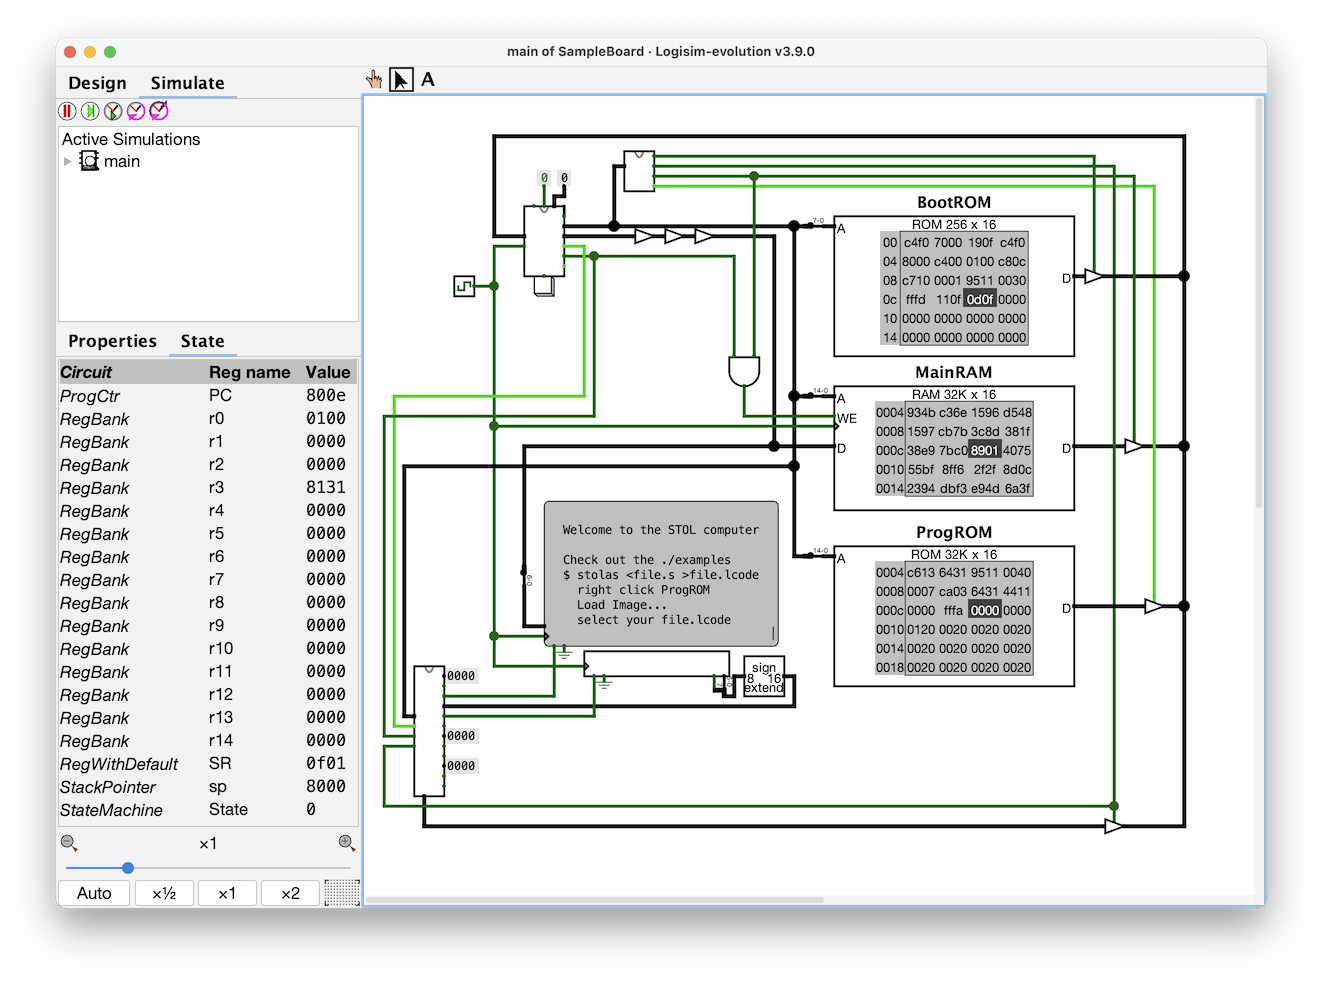 main of SampleBoard · Logisim-evolution v3.9.0
Design Simulate
A
Active Simulations
main
Properties State
Circuit Reg name Value
ProgCtr PC 800e
RegBank r0 0100
RegBank r1 0000
RegBank r2 0000
RegBank r3 8131
RegBank r4 0000
RegBank r5 0000
RegBank r6 0000
RegBank r7 0000
RegBank r8 0000
RegBank r9 0000
RegBank r10 0000
RegBank r11 0000
RegBank r12 0000
RegBank r13 0000
RegBank r14 0000
RegWithDefault SR 0f01
StackPointer sp 8000
StateMachine State 0
×1
Auto ×½ ×1 ×2
0 0
BootROM
ROM 256 x 16
7-0
A
D
00 c4f0 7000 190f c4f0
04 8000 c400 0100 c80c
08 c710 0001 9511 0030
0c fffd 110f 0d0f 0000
10 0000 0000 0000 0000
14 0000 0000 0000 0000
MainRAM
RAM 32K x 16
14-0
A
WE
D
D
0004 934b c36e 1596 d548
0008 1597 cb7b 3c8d 381f
000c 38e9 7bc0 8901 4075
0010 55bf 8ff6 2f2f 8d0c
0014 2394 dbf3 e94d 6a3f
ProgROM
ROM 32K x 16
14-0
A
D
0004 c613 6431 9511 0040
0008 0007 ca03 6431 4411
000c 0000 fffa 0000 0000
0010 0120 0020 0020 0020
0014 0020 0020 0020 0020
0018 0020 0020 0020 0020
6-0
Welcome to the STOL computer
Check out the ./examples
$ stolas <file.s >file.lcode
right click ProgROM
Load Image...
select your file.lcode
sign
8 16
extend
0000
0000
0000